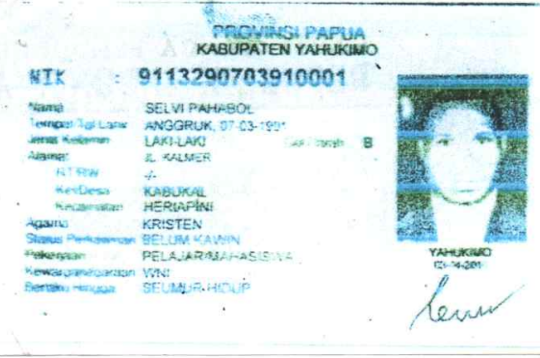 PROVINSI PAPUA
KABUPATEN YAHUKIMO
NIK : 9113290703910001
Nama SELVI PAHABOL
Tempat/Tgl Lahir ANGGRUK, 07-03-1991
Jenis Kelamin LAKI-LAKI Gol. Darah B
Alamat JL. KALMER
RT/RW -/-
Kel/Desa KABUKAL
Kecamatan HERIAPINI
Agama KRISTEN
Status Perkawinan BELUM KAWIN
Pekerjaan PELAJAR/MAHASISWA
Kewarganegaraan WNI
Berlaku Hingga SEUMUR HIDUP
YAHUKIMO